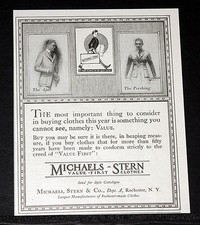 The Ajax
The Pershing
THE most important thing to consider
in buying clothes this year is something you
cannot see, namely: VALUE.
BUT you may be sure it is there, in heaping meas-
ure, if you buy clothes that for more than fifty
years have been made to conform strictly to the
creed of "VALUE FIRST":
MICHAELS - STERN
VALUE - FIRST CLOTHES
Send for Style Catalogue
MICHAELS, STERN & CO., Dept. A, Rochester, N. Y.
Largest Manufacturers of Rochester-made Clothes